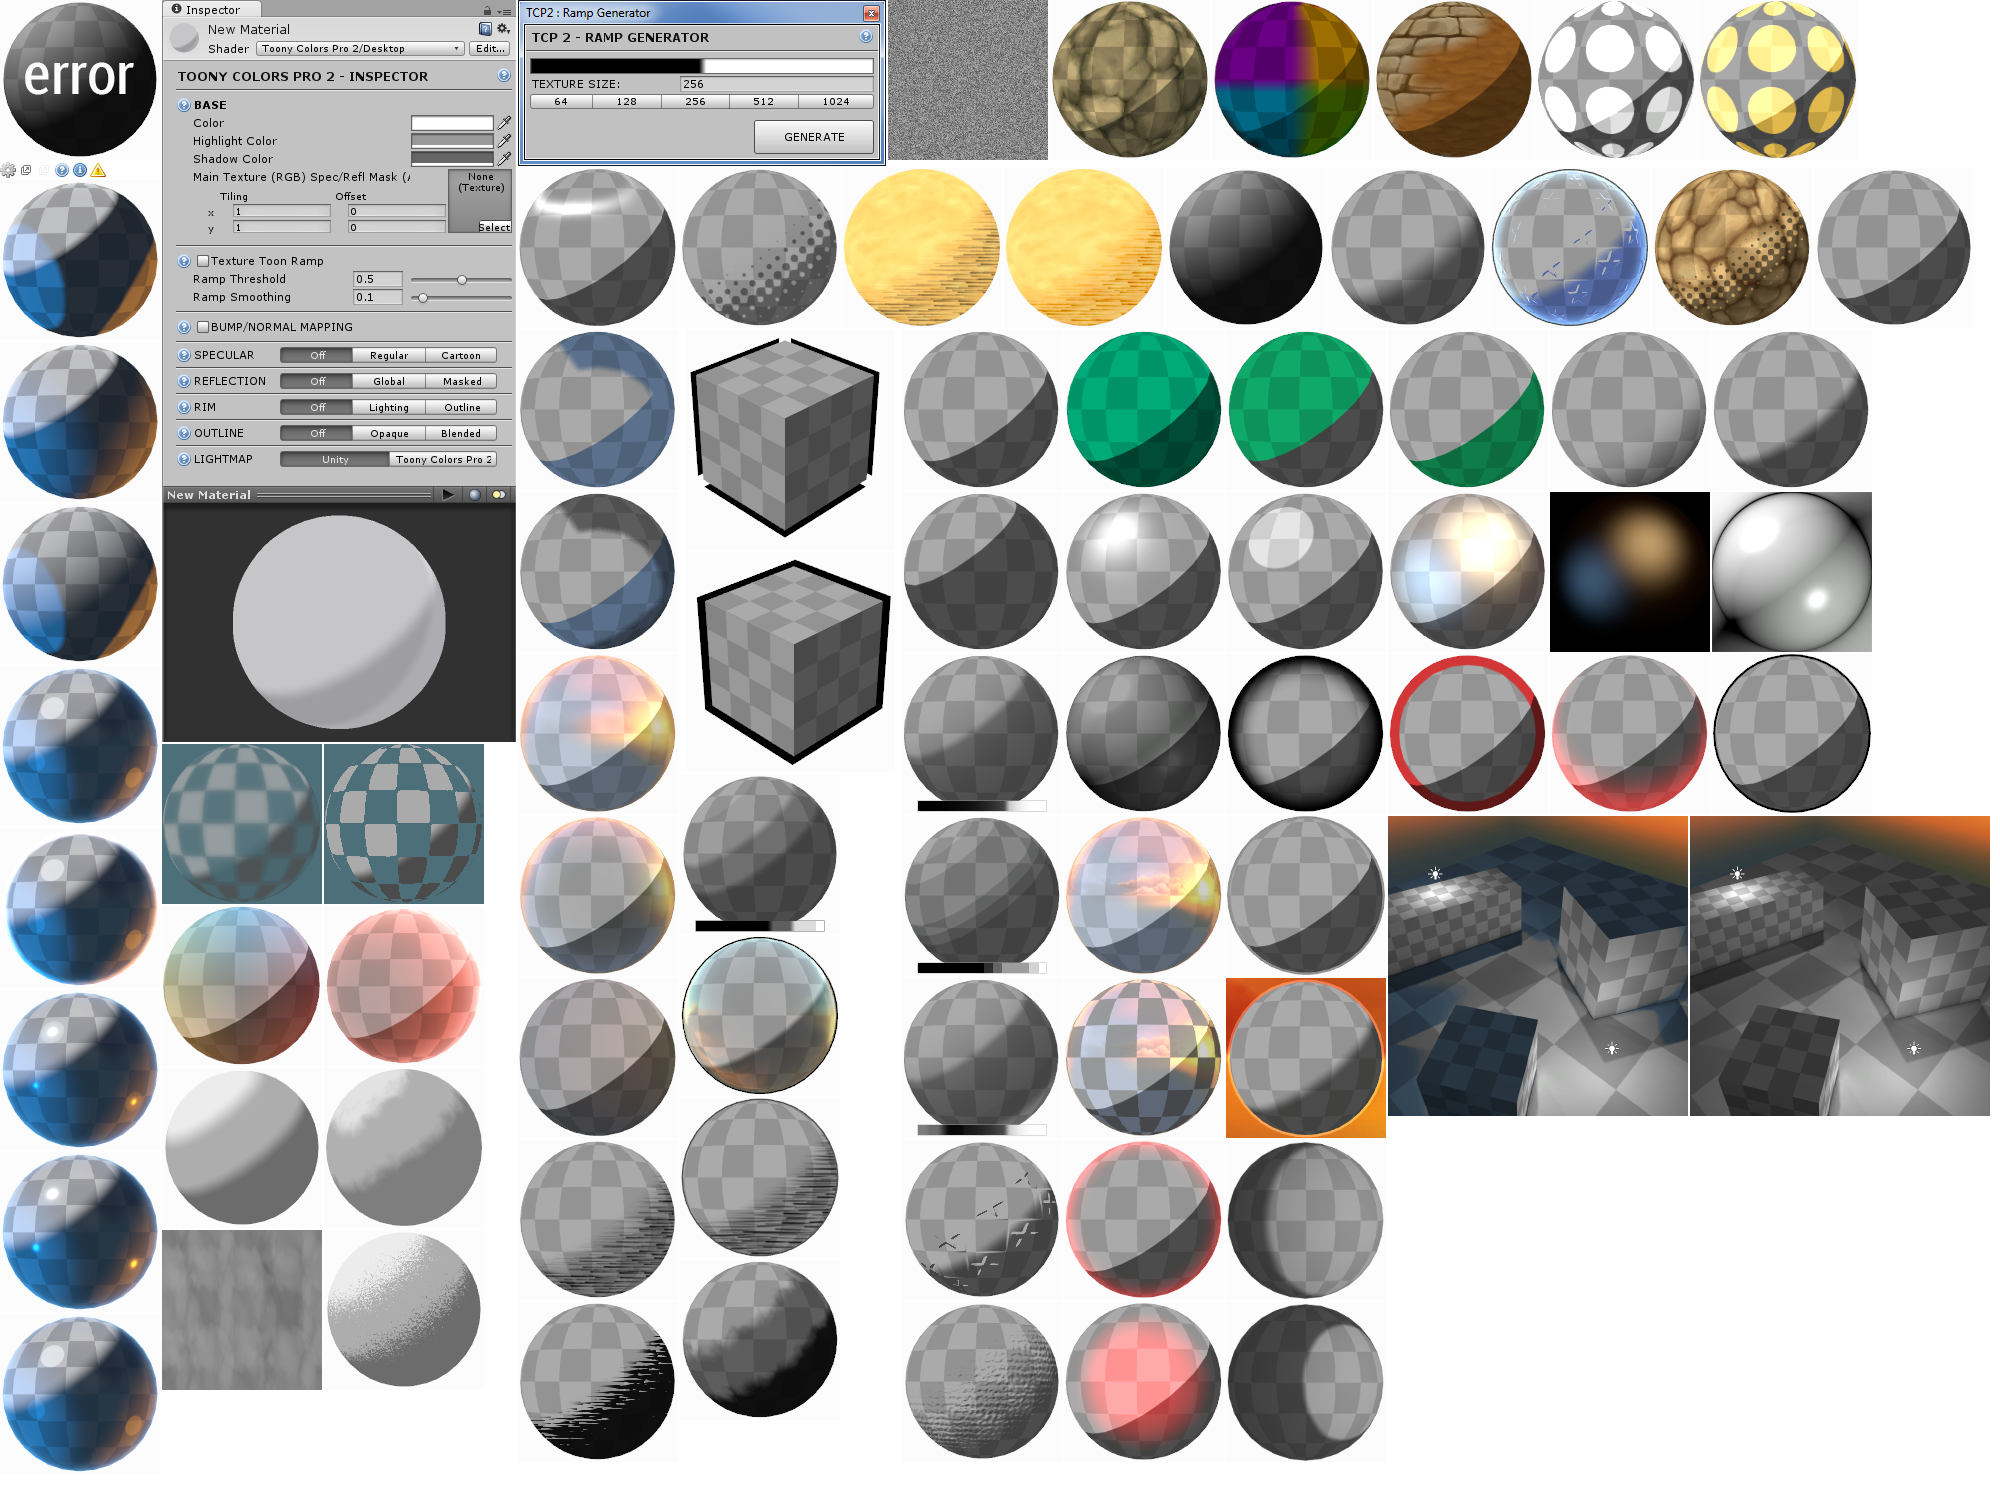 error
Inspector
New Material
Shader Toony Colors Pro 2/Desktop Edit...
TOONY COLORS PRO 2 - INSPECTOR
BASE
Color
Highlight Color
Shadow Color
Main Texture (RGB) Spec/Refl Mask (A
None
(Texture)
Tiling Offset
x 1 0
y 1 0
Select
Texture Toon Ramp
Ramp Threshold 0.5
Ramp Smoothing 0.1
BUMP/NORMAL MAPPING
SPECULAR Off Regular Cartoon
REFLECTION Off Global Masked
RIM Off Lighting Outline
OUTLINE Off Opaque Blended
LIGHTMAP Unity Toony Colors Pro 2
New Material
TCP2 : Ramp Generator
TCP 2 - RAMP GENERATOR
TEXTURE SIZE: 256
64 128 256 512 1024
GENERATE